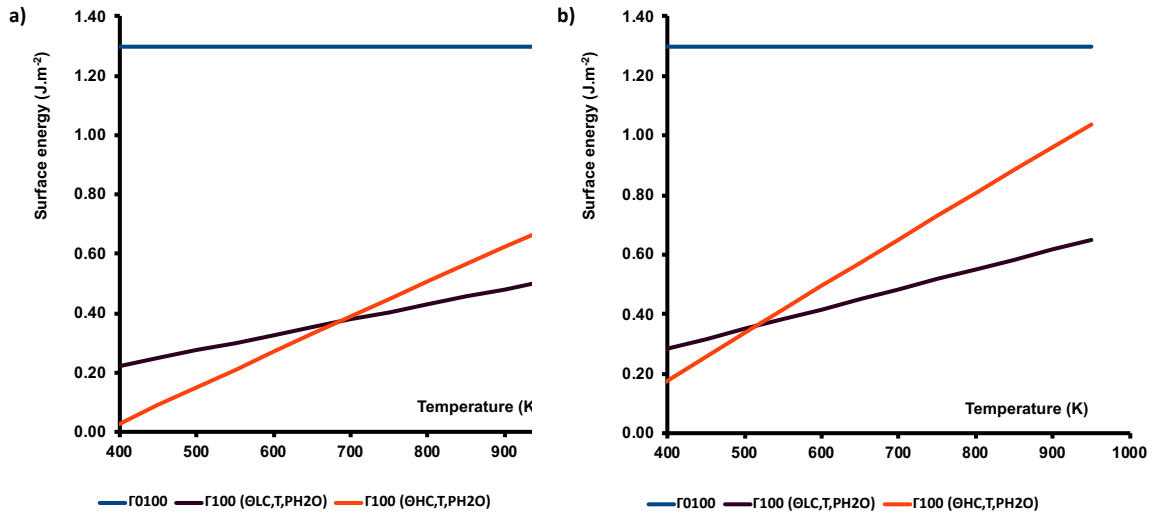 a)
Surface energy (J.m-2)
1.40
1.20
1.00
0.80
0.60
0.40
0.20
0.00
400
500
600
700
800
900
Temperature (K
Γ0100
Γ100 (ΘLC,T,PH2O)
Γ100 (ΘHC,T,PH2O)
b)
Surface energy (J.m-2)
1.40
1.20
1.00
0.80
0.60
0.40
0.20
0.00
400
500
600
700
800
900
1000
Temperature (K)
Γ0100
Γ100 (ΘLC,T,PH2O)
Γ100 (ΘHC,T,PH2O)